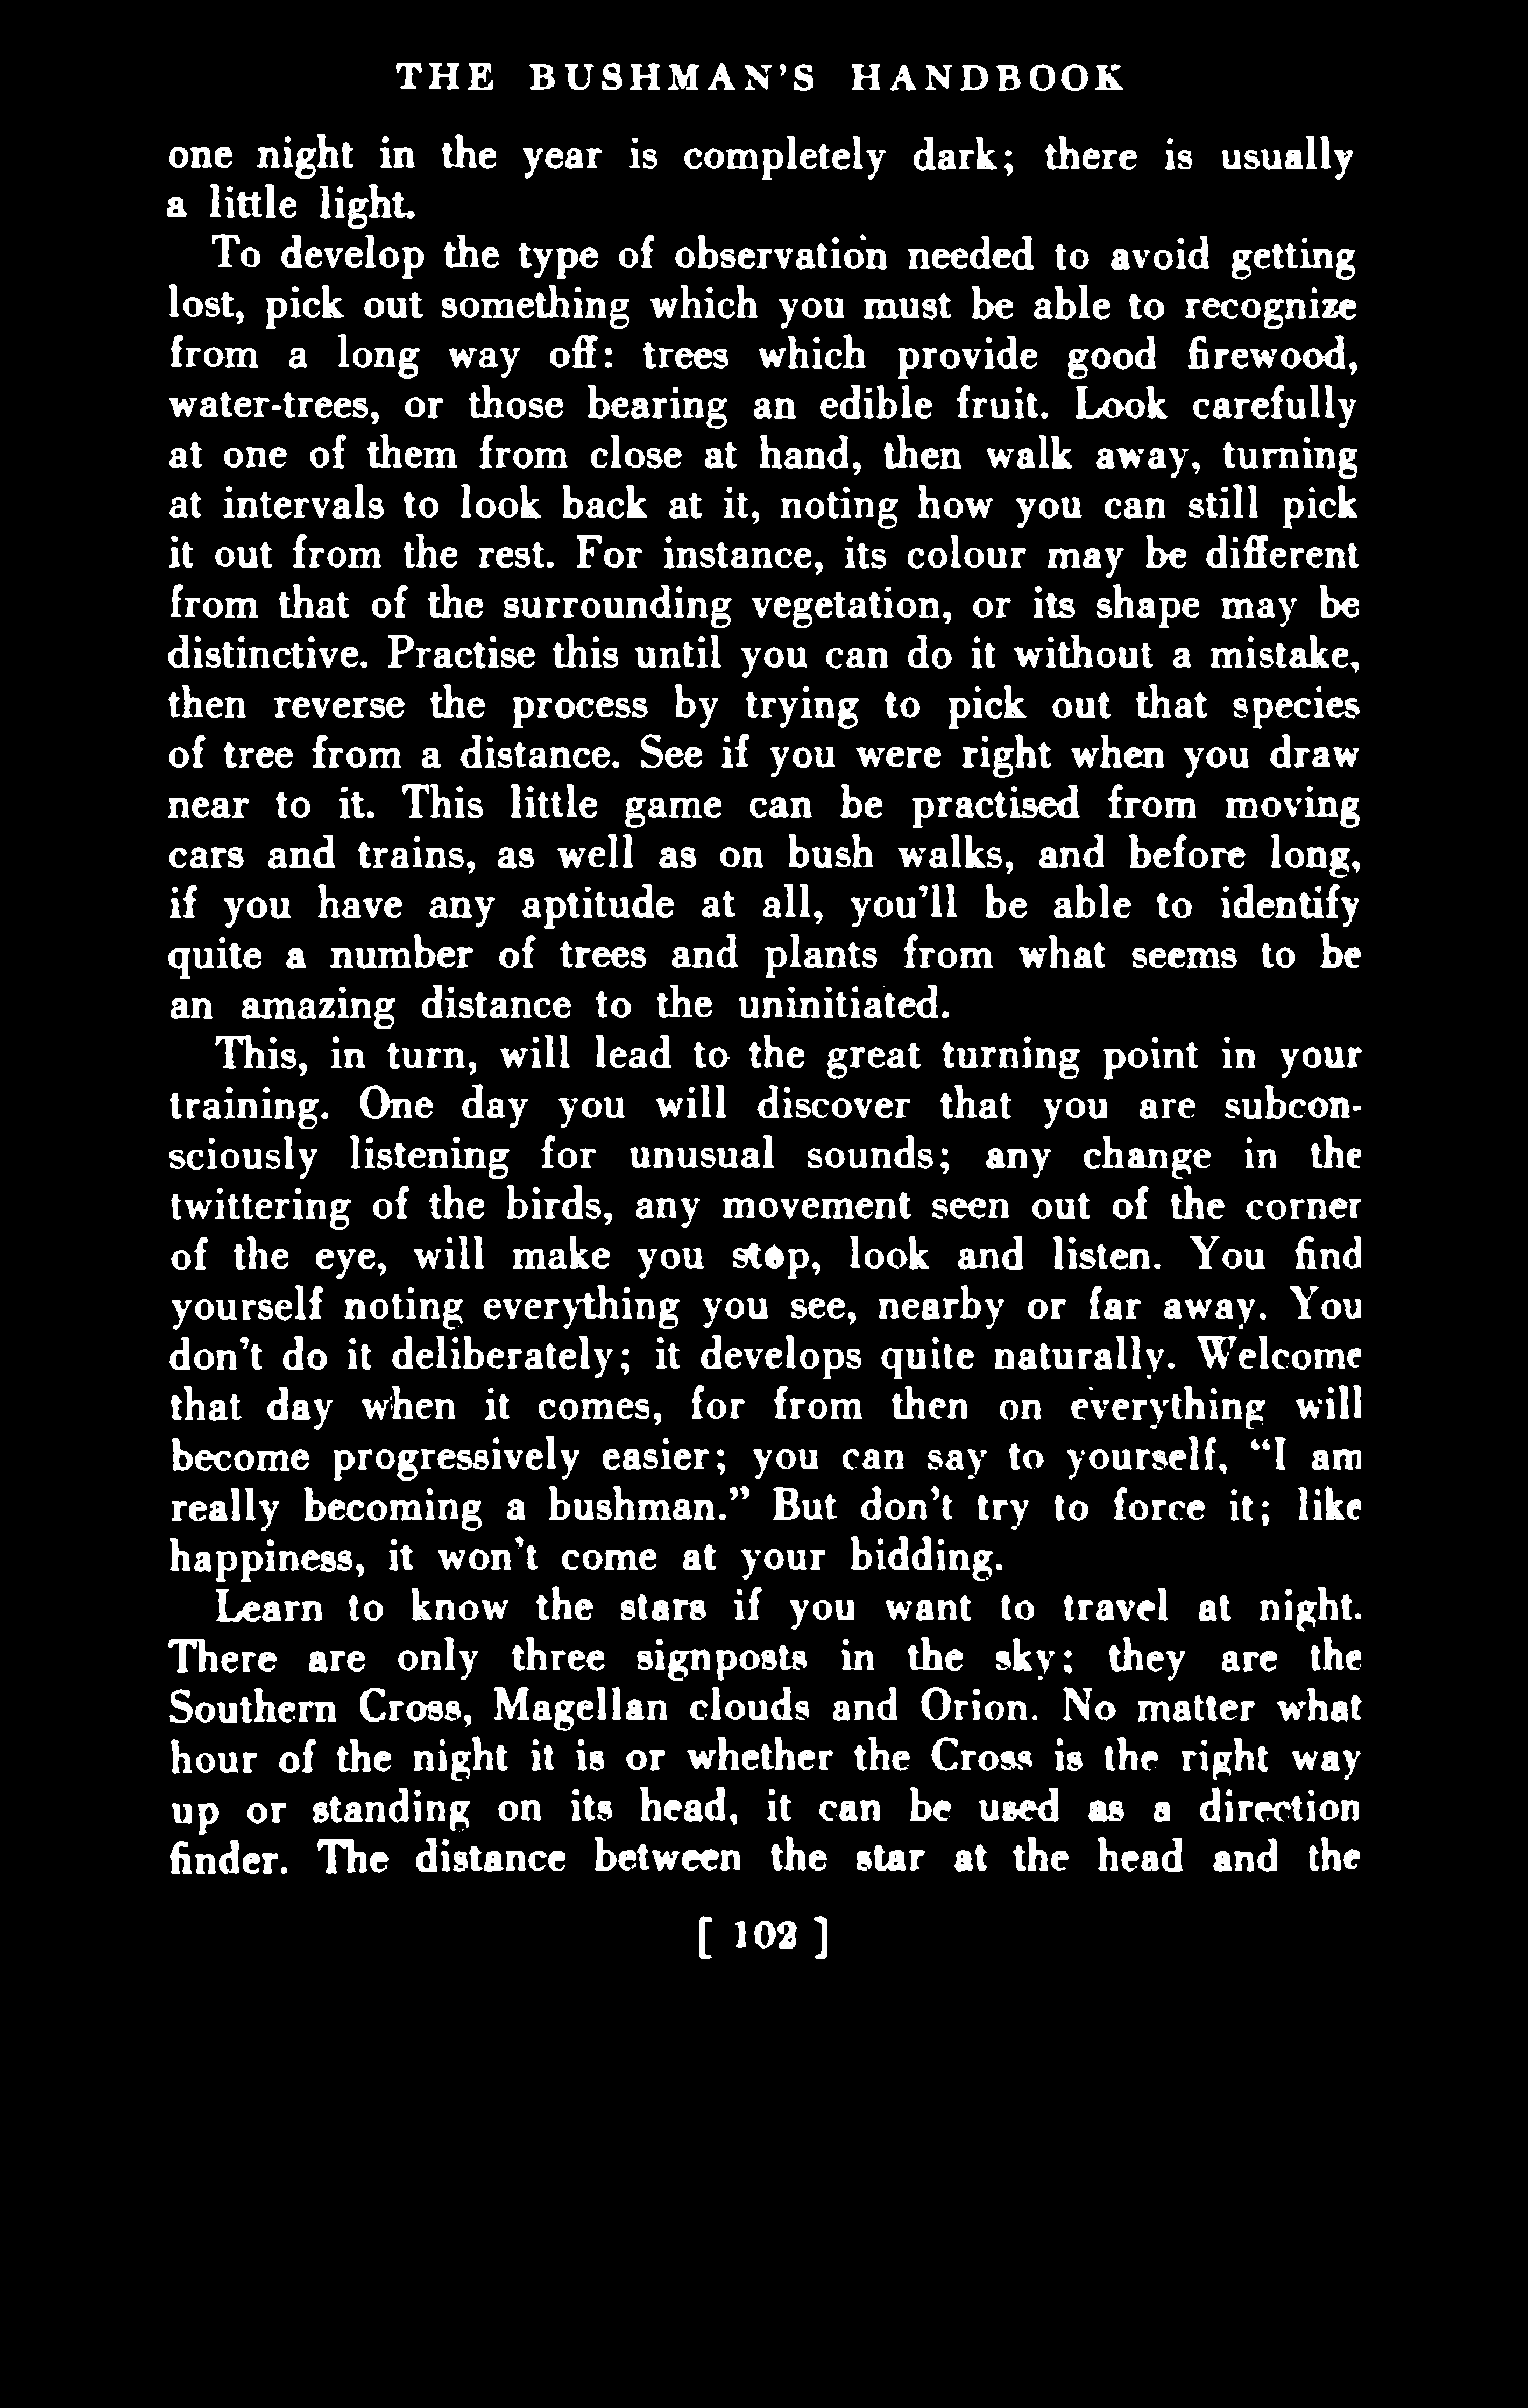 THE BUSHMAN'S HANDBOOK
one night in the year is completely dark; there is usually
a little light.
To develop the type of observation needed to avoid getting
lost, pick out something which you must be able to recognize
from a long way off: trees which provide good firewood,
water-trees, or those bearing an edible fruit. Look carefully
at one of them from close at hand, then walk away, turning
at intervals to look back at it, noting how you can still pick
it out from the rest. For instance, its colour may be different
from that of the surrounding vegetation, or its shape may be
distinctive. Practise this until you can do it without a mistake,
then reverse the process by trying to pick out that species
of tree from a distance. See if you were right when you draw
near to it. This little game can be practised from moving
cars and trains, as well as on bush walks, and before long,
if you have any aptitude at all, you'll be able to identify
quite a number of trees and plants from what seems to be
an amazing distance to the uninitiated.
This, in turn, will lead to the great turning point in your
training. One day you will discover that you are subcon-
sciously listening for unusual sounds; any change in the
twittering of the birds, any movement seen out of the corner
of the eye, will make you stop, look and listen. You find
yourself noting everything you see, nearby or far away. You
don't do it deliberately; it develops quite naturally. Welcome
that day when it comes, for from then on everything will
become progressively easier; you can say to yourself, "I am
really becoming a bushman." But don't try to force it; like
happiness, it won't come at your bidding.
Learn to know the stars if you want to travel at night.
There are only three signposts in the sky; they are the
Southern Cross, Magellan clouds and Orion. No matter what
hour of the night it is or whether the Cross is the right way
up or standing on its head, it can be used as a direction
finder. The distance between the star at the head and the
[ 102 ]